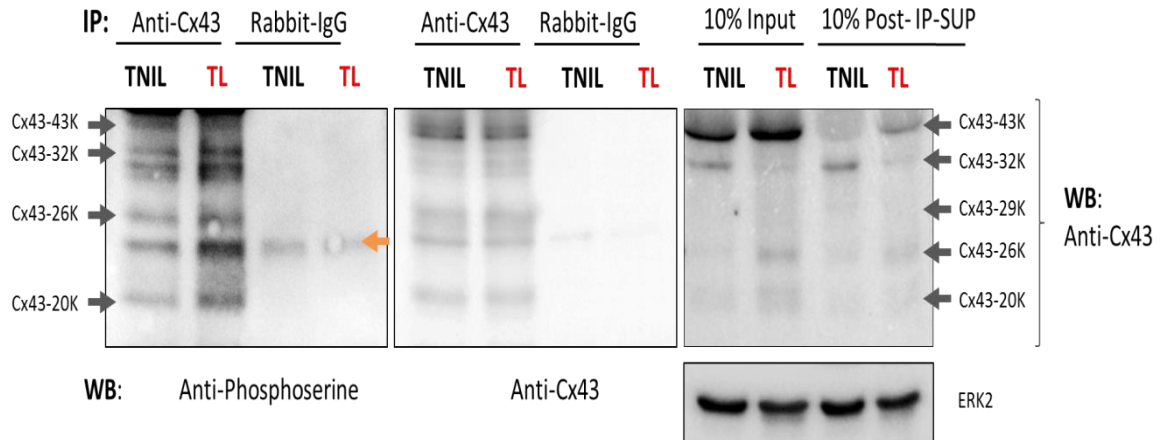 IP: Anti-Cx43 Rabbit-IgG Anti-Cx43 Rabbit-IgG 10% Input 10% Post- IP-SUP
TNIL TL TNIL TL TNIL TL TNIL TL TNIL TL TNIL TL
Cx43-43K Cx43-43K
Cx43-32K Cx43-32K
Cx43-29K
Cx43-26K
Cx43-26K
Cx43-20K Cx43-20K
WB:
Anti-Cx43
WB: Anti-Phosphoserine Anti-Cx43 ERK2